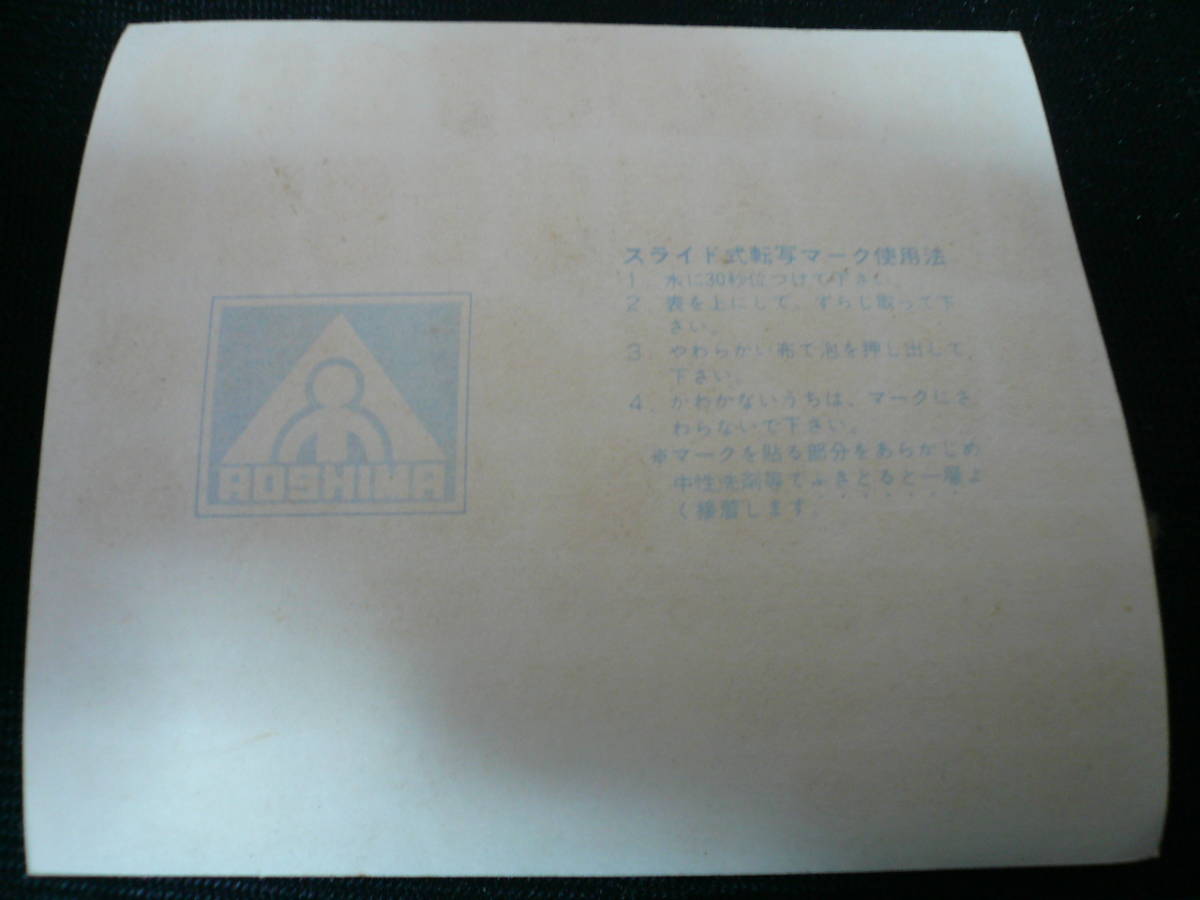 AOSHIMA
スライド式転写マーク使用法
1 水に30秒位つけて下さい
2 表を上にして、ずらし取って下
さい。
3 やわらかい布で泡を押し出して
下さい。
4 かわかないうちは、マークにさ
わらないで下さい。
※マークを貼る部分をあらかじめ
中性洗剤等でふきとると一層よ
く接着します。